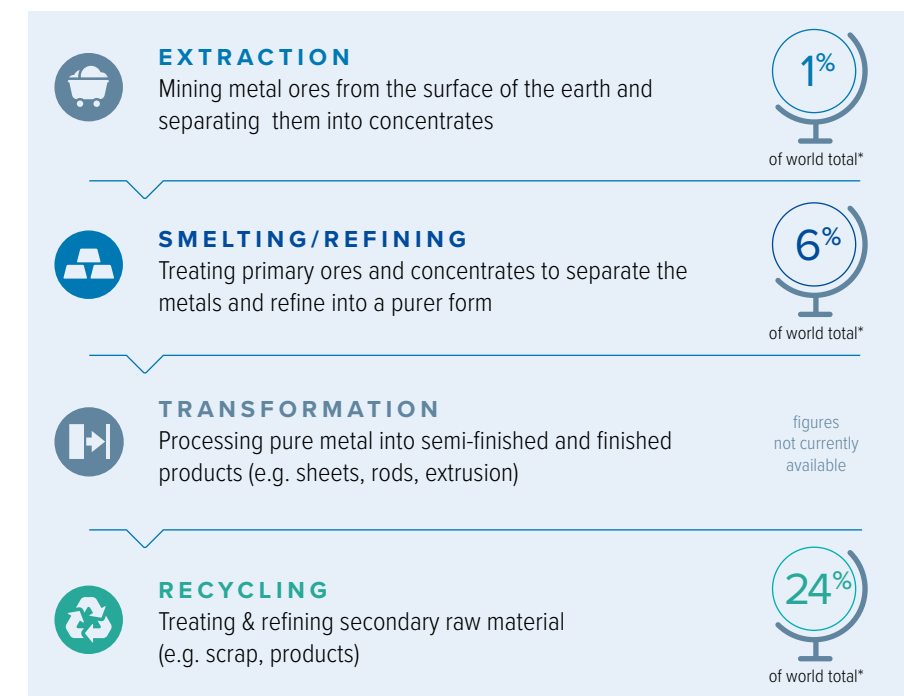 EXTRACTION
Mining metal ores from the surface of the earth and
separating them into concentrates
1%
of world total*
SMELTING/REFINING
Treating primary ores and concentrates to separate the
metals and refine into a purer form
6%
of world total*
TRANSFORMATION
Processing pure metal into semi-finished and finished
products (e.g. sheets, rods, extrusion)
figures
not currently
available
RECYCLING
Treating & refining secondary raw material
(e.g. scrap, products)
24%
of world total*